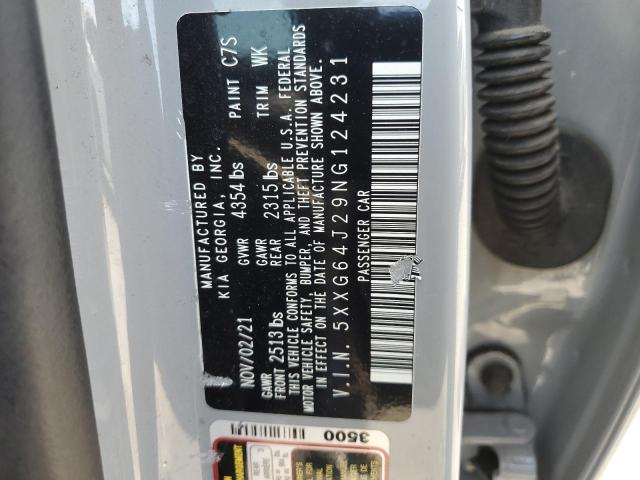 MANUFACTURED BY
KIA GEORGIA, INC.
NOV/02/21 GVWR 4354 lbs PAINT C7S
GAWR FRONT 2513 lbs GAWR REAR 2315 lbs TRIM WK
THIS VEHICLE CONFORMS TO ALL APPLICABLE U.S.A. FEDERAL
MOTOR VEHICLE SAFETY, BUMPER, AND THEFT PREVENTION STANDARDS
IN EFFECT ON THE DATE OF MANUFACTURE SHOWN ABOVE.
V.I.N. 5XXG64J29NG124231
PASSENGER CAR
3500
REAR